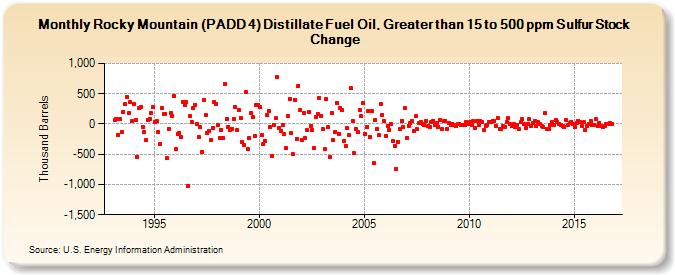 Monthly Rocky Mountain (PADD 4) Distillate Fuel Oil, Greater than 15 to 500 ppm Sulfur Stock
Change
Thousand Barrels
1,000
500
0
-500
-1,000
-1,500
1995
2000
2005
2010
2015
Source: U.S. Energy Information Administration